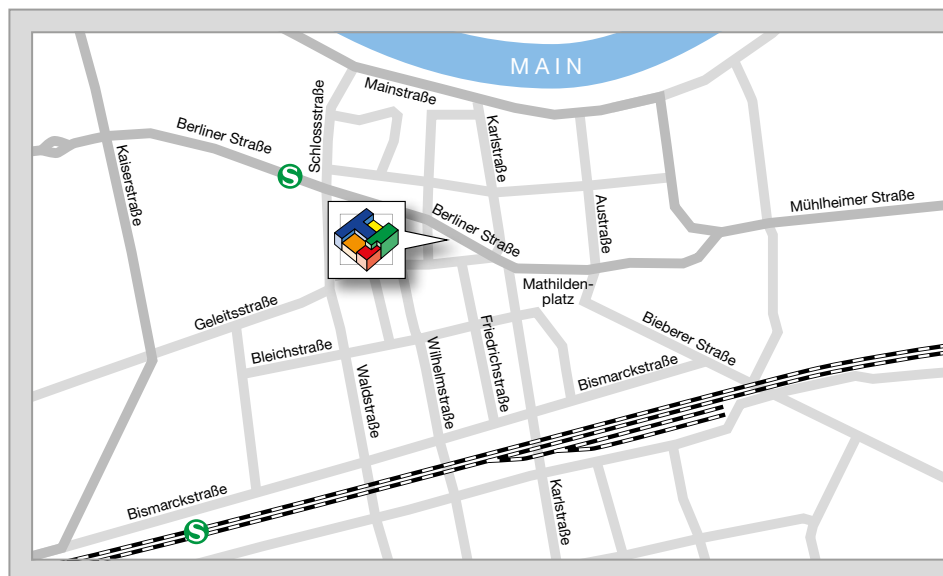 MAIN
Mainstraße
Schlossstraße
Berliner Straße
Karlstraße
Kaiserstraße
S
Mühlheimer Straße
Berliner Straße
Austraße
Mathilden-
platz
Geleitsstraße
Bieberer Straße
Bleichstraße
Friedrichstraße
Wilhelmstraße
Waldstraße
Bismarckstraße
Bismarckstraße
Karlstraße
S